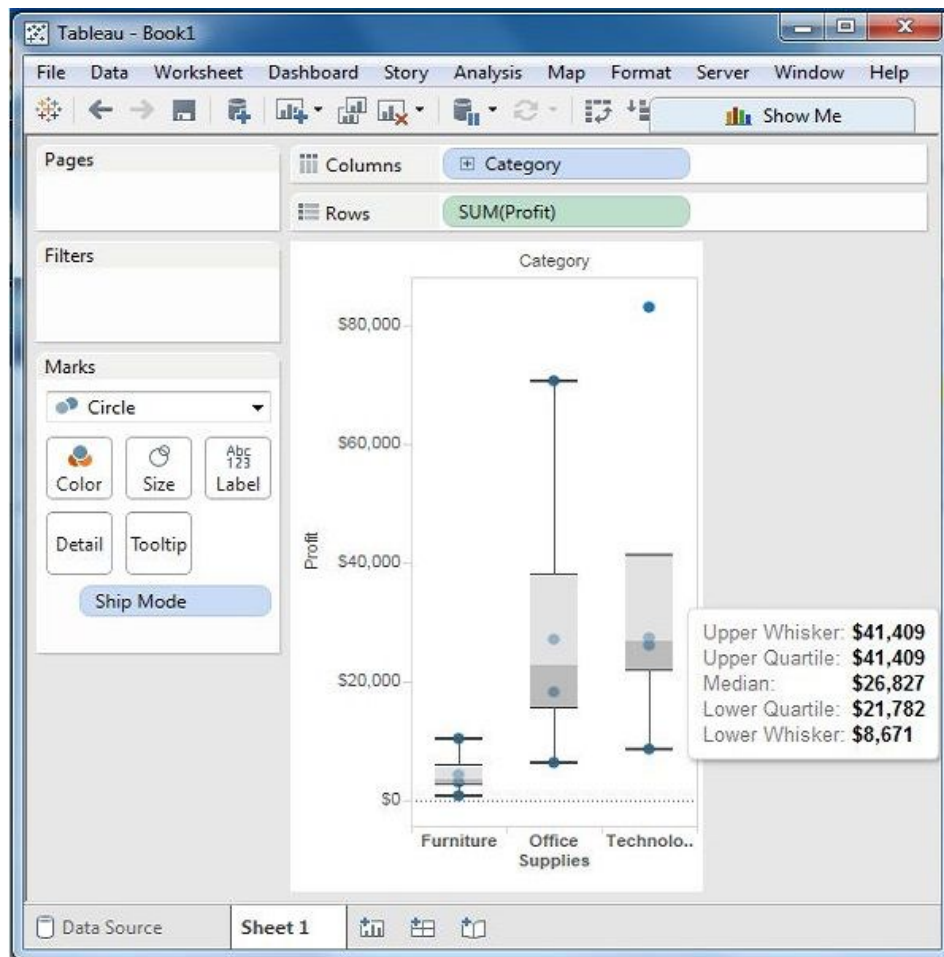 Tableau - Book1
File Data Worksheet Dashboard Story Analysis Map Format Server Window Help
Show Me
Pages
Columns
Category
Rows
SUM(Profit)
Filters
Marks
Circle
Color
Size
Abc
123
Label
Detail
Tooltip
Ship Mode
Category
Profit
$80,000
$60,000
$40,000
$20,000
$0
Furniture
Office
Supplies
Technolo..
Upper Whisker: $41,409
Upper Quartile: $41,409
Median: $26,827
Lower Quartile: $21,782
Lower Whisker: $8,671
Data Source
Sheet 1